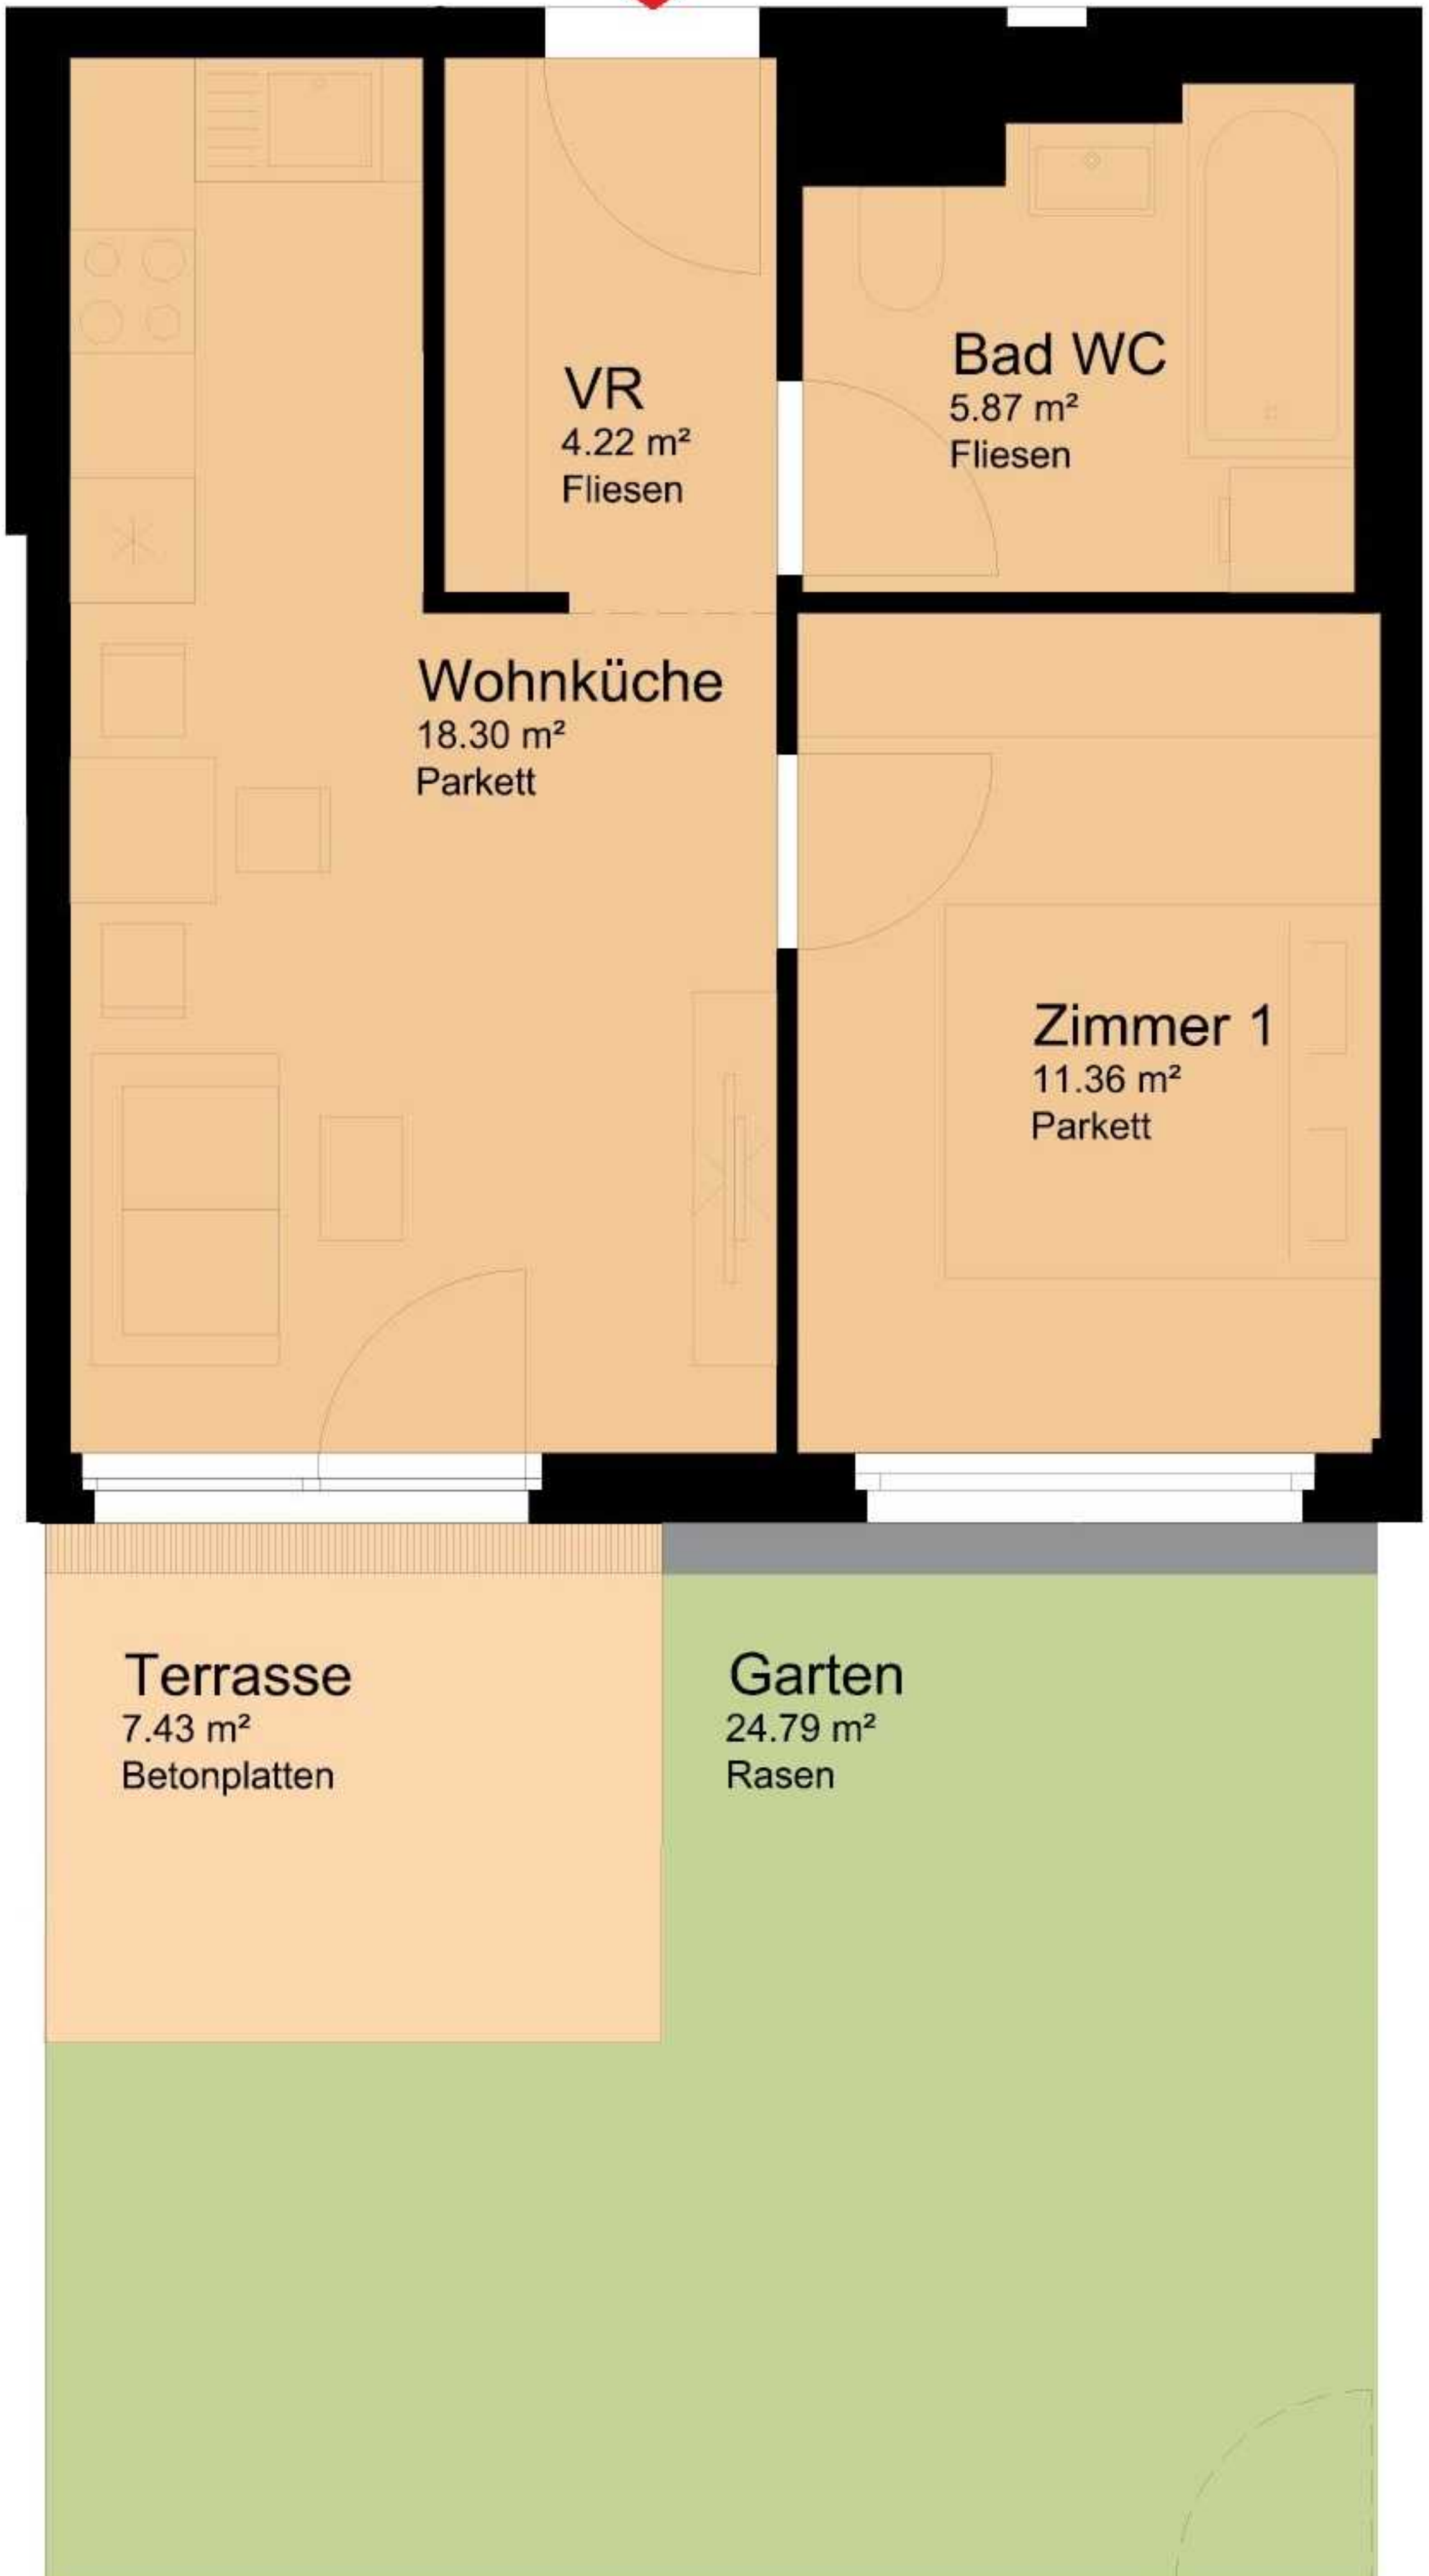 VR
4.22 m²
Fliesen
Bad WC
5.87 m²
Fliesen
Wohnküche
18.30 m²
Parkett
Zimmer 1
11.36 m²
Parkett
Terrasse
7.43 m²
Betonplatten
Garten
24.79 m²
Rasen